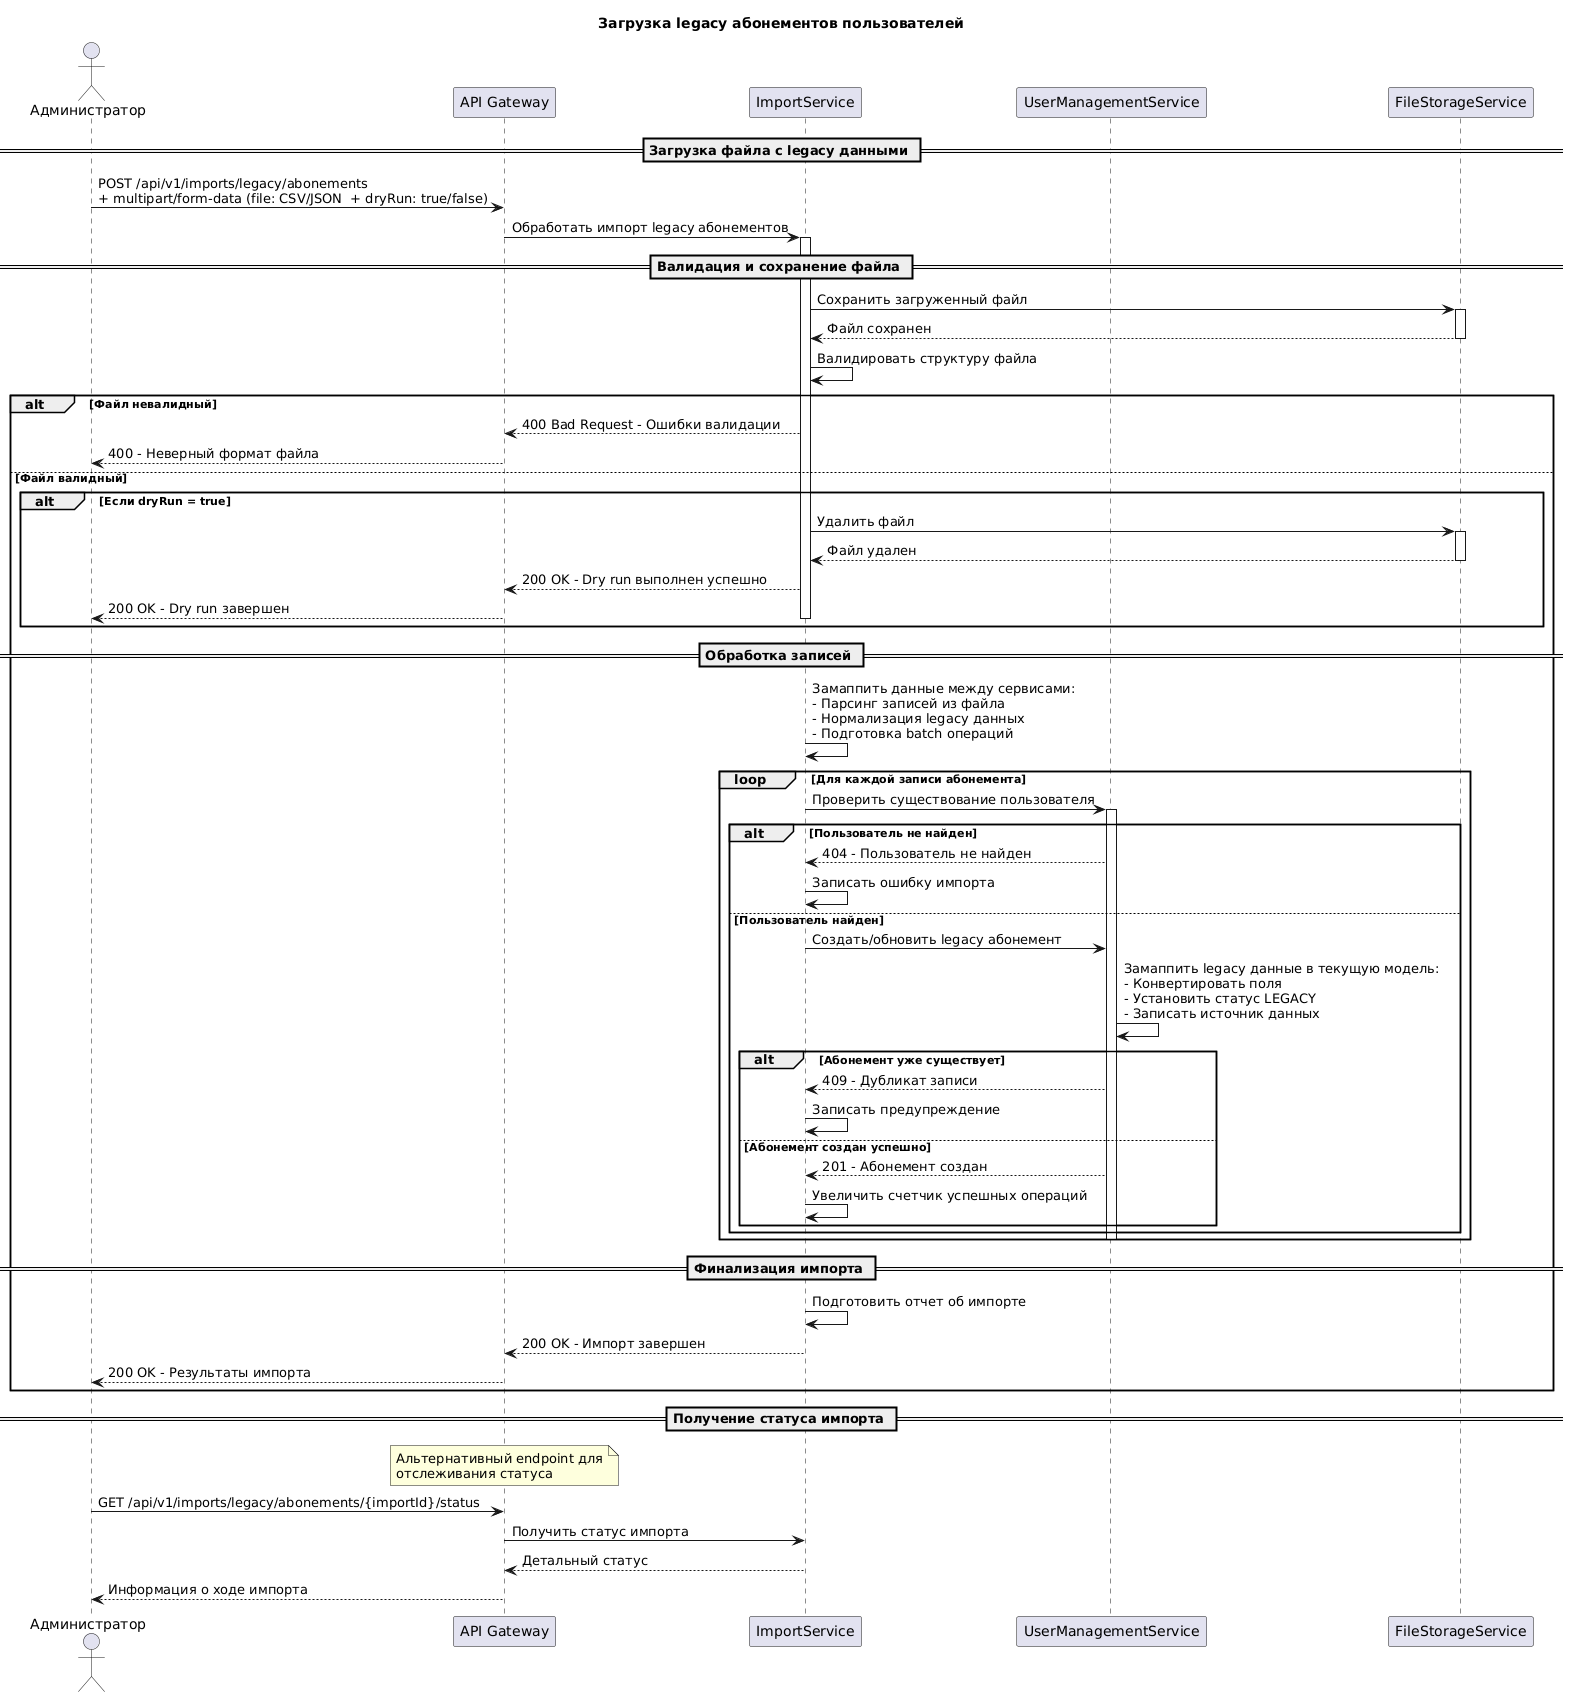 Загрузка legacy абонементов пользователей
Администратор
API Gateway
ImportService
UserManagementService
FileStorageService
Загрузка файла с legacy данными
POST /api/v1/imports/legacy/abonements
+ multipart/form-data (file: CSV/JSON  + dryRun: true/false)
Обработать импорт legacy абонементов
Валидация и сохранение файла
Сохранить загруженный файл
Файл сохранен
Валидировать структуру файла
alt
[Файл невалидный]
400 Bad Request - Ошибки валидации
400 - Неверный формат файла
[Файл валидный]
alt
[Если dryRun = true]
Удалить файл
Файл удален
200 OK - Dry run выполнен успешно
200 OK - Dry run завершен
Обработка записей
Замаппить данные между сервисами:
- Парсинг записей из файла
- Нормализация legacy данных
- Подготовка batch операций
loop
[Для каждой записи абонемента]
Проверить существование пользователя
alt
[Пользователь не найден]
404 - Пользователь не найден
Записать ошибку импорта
[Пользователь найден]
Создать/обновить legacy абонемент
Замаппить legacy данные в текущую модель:
- Конвертировать поля
- Установить статус LEGACY
- Записать источник данных
alt
[Абонемент уже существует]
409 - Дубликат записи
Записать предупреждение
[Абонемент создан успешно]
201 - Абонемент создан
Увеличить счетчик успешных операций
Финализация импорта
Подготовить отчет об импорте
200 OK - Импорт завершен
200 OK - Результаты импорта
Получение статуса импорта
Альтернативный endpoint для
отслеживания статуса
GET /api/v1/imports/legacy/abonements/{importId}/status
Получить статус импорта
Детальный статус
Информация о ходе импорта
Администратор
API Gateway
ImportService
UserManagementService
FileStorageService